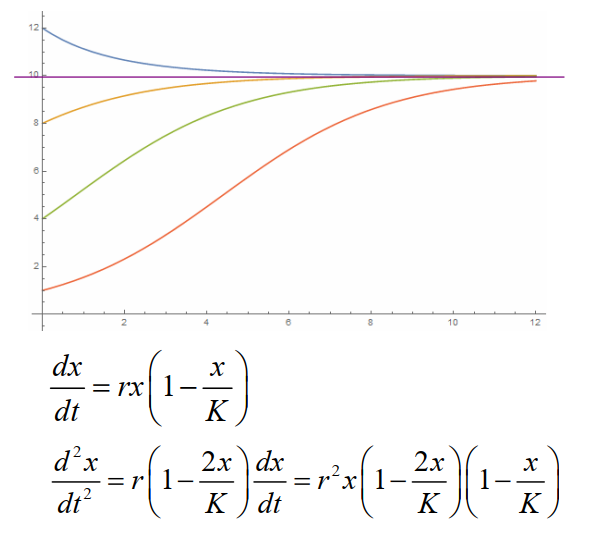 12
10
8
6
4
2
2 4 6 8 10 12
dx/dt = rx(1 − x/K)
d²x/dt² = r(1 − 2x/K) dx/dt = r²x(1 − 2x/K)(1 − x/K)